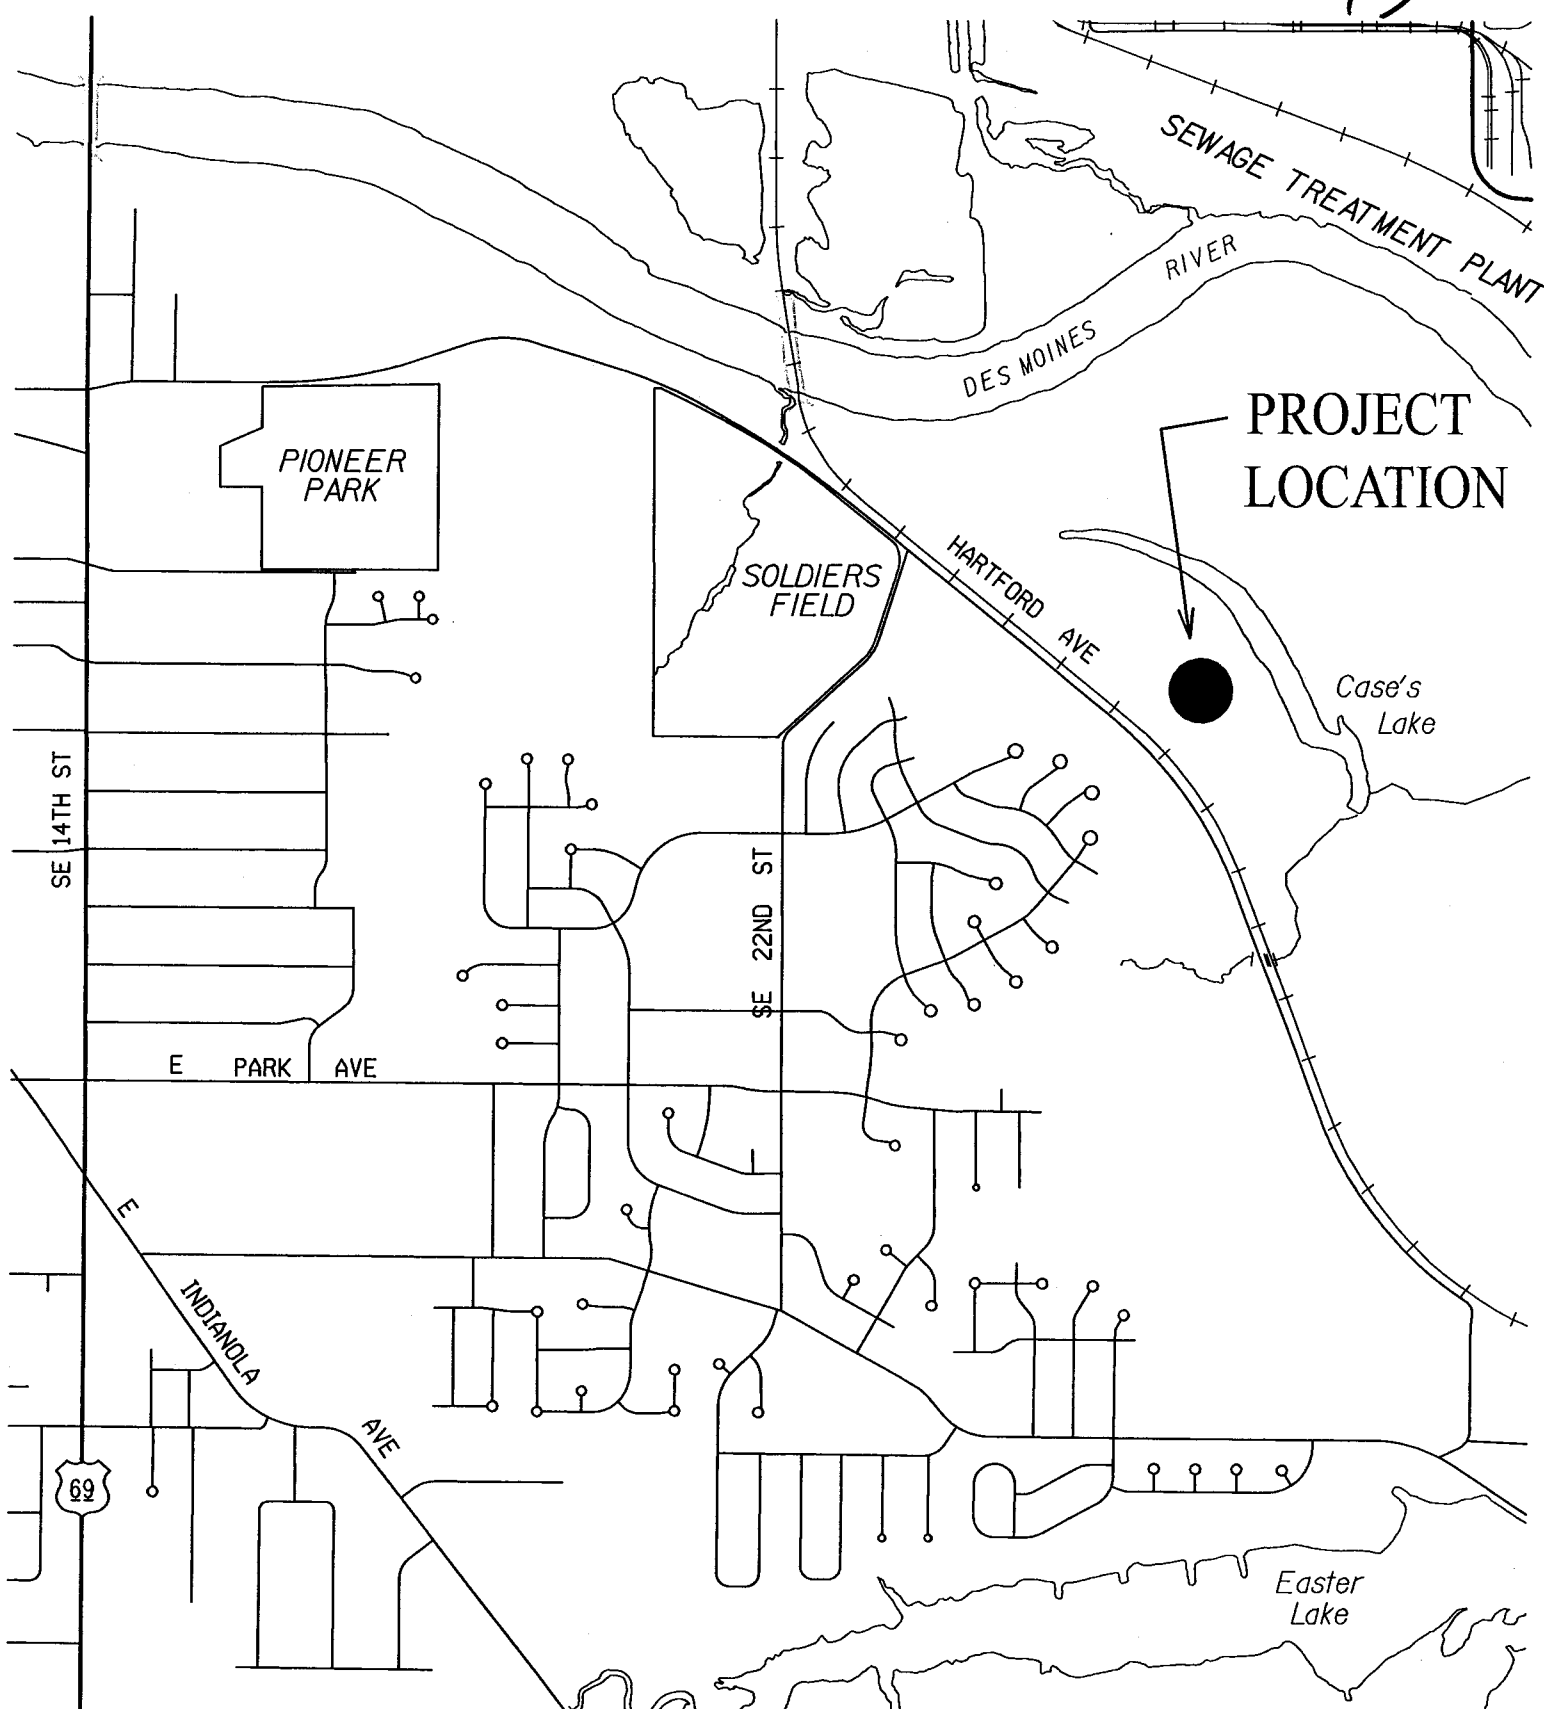 SEWAGE TREATMENT PLANT
RIVER
DES MOINES
PROJECT
LOCATION
PIONEER
PARK
SOLDIERS
FIELD
HARTFORD AVE
Case's
Lake
SE 14TH ST
SE 22ND ST
E PARK AVE
E INDIANOLA AVE
69
Easter
Lake